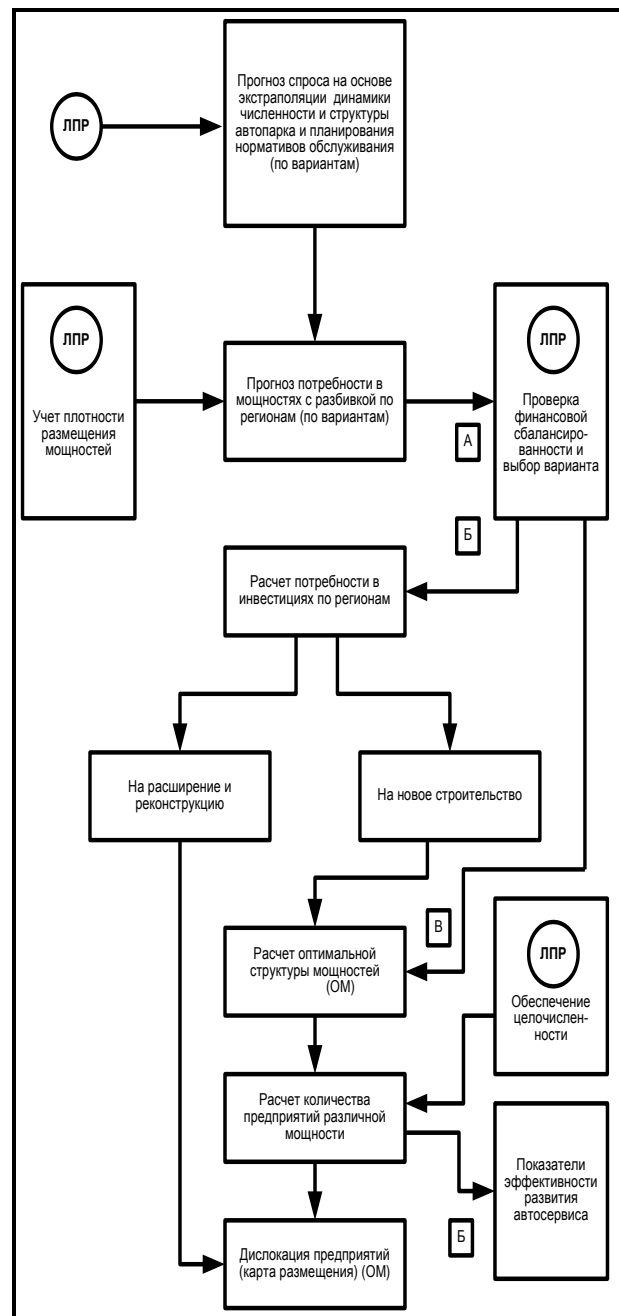 Прогноз спроса на основе
экстраполяции динамики
численности и структуры
автопарка и планирования
нормативов обслуживания
(по вариантам)
ЛПР
ЛПР
Учет плотности
размещения
мощностей
Прогноз потребности в
мощностях с разбивкой по
регионам (по вариантам)
А
ЛПР
Проверка
финансовой
сбалансиро-
ванности и
выбор варианта
Б
Расчет потребности в
инвестициях по регионам
На расширение и
реконструкцию
На новое строительство
В
Расчет оптимальной
структуры мощностей
(ОМ)
ЛПР
Обеспечение
целочислен-
ности
Расчет количества
предприятий различной
мощности
Показатели
эффективности
развития
автосервиса
Б
Дислокация предприятий
(карта размещения) (ОМ)